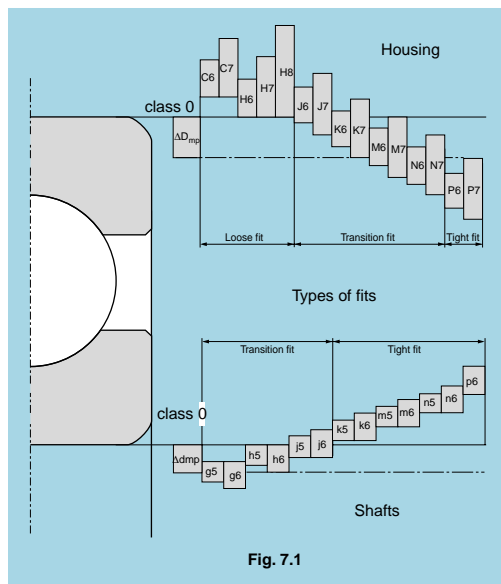 Housing
C6 C7 H6 H7 H8 J6 J7 K6 K7 M6 M7 N6 N7 P6 P7
class 0
ΔDmp
Loose fit Transition fit Tight fit
Types of fits
Transition fit Tight fit
class 0
Δdmp
g5 g6 h5 h6 j5 j6 k5 k6 m5 m6 n5 n6 p6
Shafts
Fig. 7.1